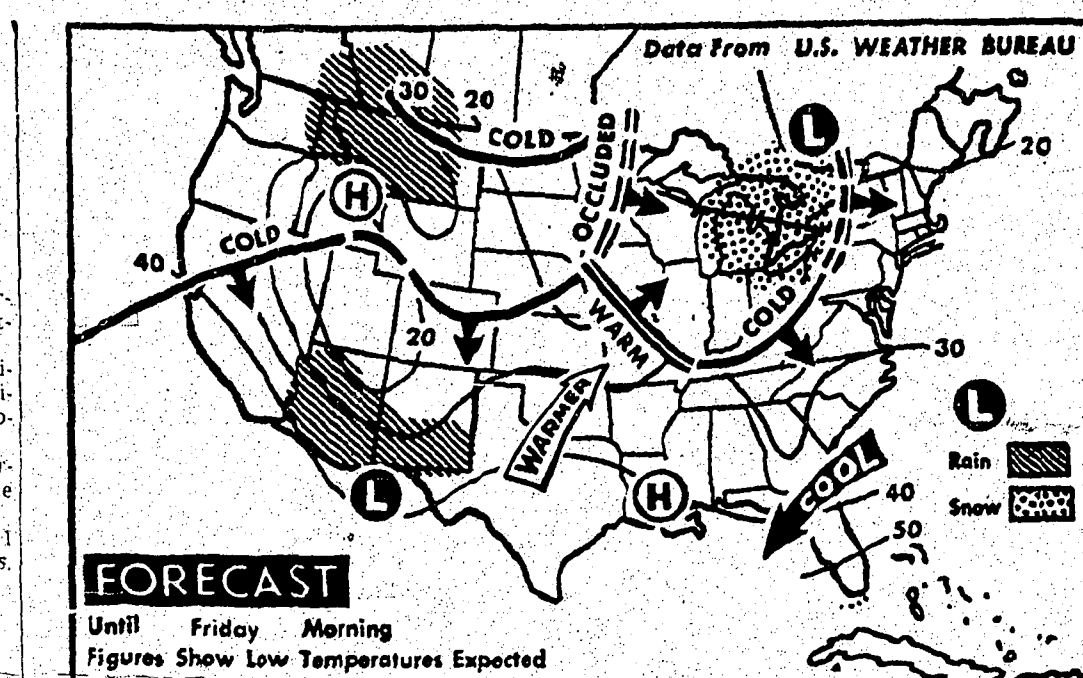 Data From U.S. WEATHER BUREAU
30
20
COLD
OCCLUDED
L
20
H
COLD
40
20
WARM
COLD
30
WARMER
L
Rain
Snow
L
H
COOL
40
50
FORECAST
Until Friday Morning
Figures Show Low Temperatures Expected